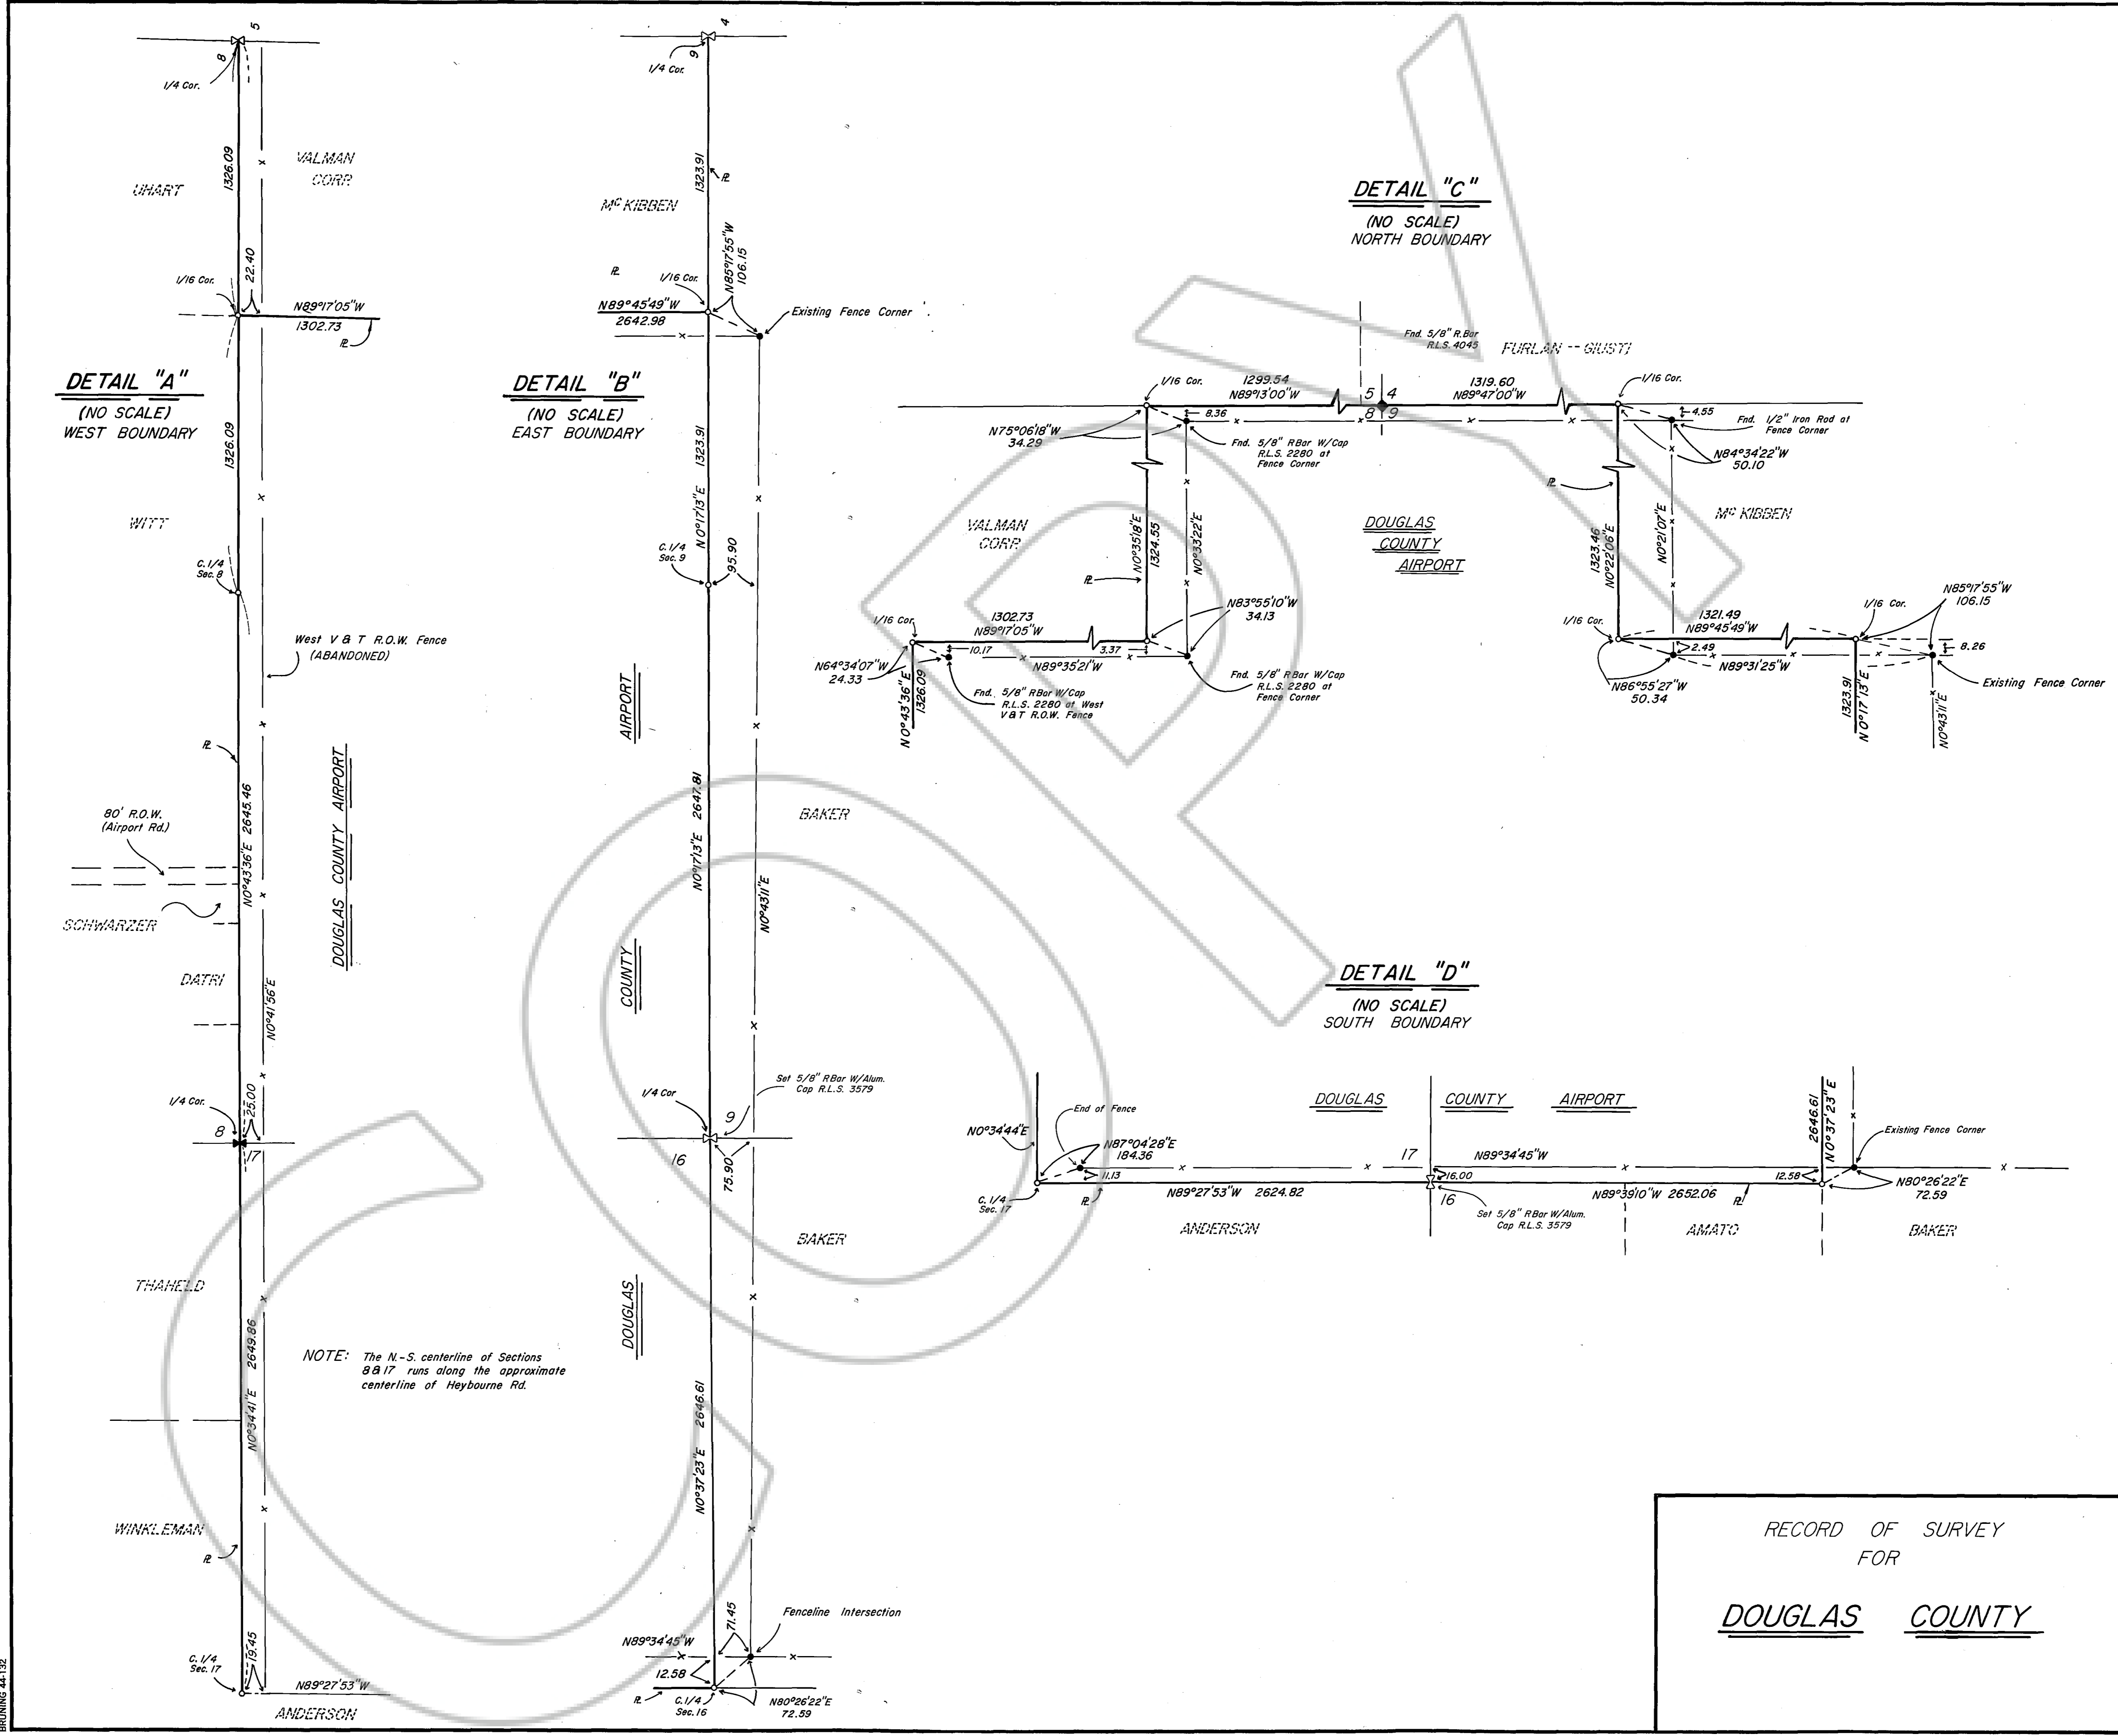 5
8
1/4 Cor.
1326.09
UHART
VALMAN
CORP.
22.40
1/16 Cor.
N89°17'05"W
1302.73
PL
DETAIL "A"
(NO SCALE)
WEST BOUNDARY
1326.09
WITT
C. 1/4
Sec. 8
West V & T R.O.W. Fence
(ABANDONED)
PL
80' R.O.W.
(Airport Rd.)
N0°43'36"E 2645.46
DOUGLAS COUNTY AIRPORT
SCHWARZER
DATRI
N0°41'56"E
1/4 Cor.
25.00
8
17
THAHELD
N0°34'41"E 2649.86
NOTE: The N.-S. centerline of Sections
8 & 17 runs along the approximate
centerline of Heybourne Rd.
WINKLEMAN
PL
C. 1/4
Sec. 17
19.45
N89°27'53"W
ANDERSON
BRUNING 44-132
4
9
1/4 Cor.
1323.91
PL
McKIBBEN
N85°17'55"W
106.15
PL
1/16 Cor.
N89°45'49"W
2642.98
Existing Fence Corner
DETAIL "B"
(NO SCALE)
EAST BOUNDARY
N0°17'13"E 1323.91
C. 1/4
Sec. 9
95.90
AIRPORT
N0°17'13"E 2647.81
BAKER
N0°43'11"E
COUNTY
Set 5/8" RBar W/Alum.
Cap R.L.S. 3579
1/4 Cor
9
16
75.90
BAKER
DOUGLAS
N0°37'23"E 2646.61
71.45
Fenceline Intersection
N89°34'45"W
12.58
PL
C. 1/4
Sec. 16
N80°26'22"E
72.59
DETAIL "C"
(NO SCALE)
NORTH BOUNDARY
Fnd. 5/8" R.Bar
R.L.S. 4045
FURLAN -- GIUSTI
1/16 Cor.
1299.54
N89°13'00"W
5 4
8 9
1319.60
N89°47'00"W
1/16 Cor.
8.36
4.55
N75°06'18"W
34.29
Fnd. 5/8" RBar W/Cap
R.L.S. 2280 at
Fence Corner
Fnd. 1/2" Iron Rod at
Fence Corner
N84°34'22"W
50.10
PL
VALMAN
CORP.
N0°35'18"E
1324.55
N0°33'22"E
DOUGLAS
COUNTY
AIRPORT
1323.46
N0°22'06"E
N0°21'07"E
McKIBBEN
PL
1/16 Cor.
1302.73
N89°17'05"W
N83°55'10"W
34.13
10.17
3.37
N89°35'21"W
N64°34'07"W
24.33
N0°43'36"E
1326.09
Fnd. 5/8" RBar W/Cap
R.L.S. 2280 at West
V & T R.O.W. Fence
Fnd. 5/8" RBar W/Cap
R.L.S. 2280 at
Fence Corner
1/16 Cor.
1321.49
N89°45'49"W
1/16 Cor.
N85°17'55"W
106.15
2.49
N89°31'25"W
8.26
N86°55'27"W
50.34
1323.91
N0°17'13"E
N0°43'11"E
Existing Fence Corner
DETAIL "D"
(NO SCALE)
SOUTH BOUNDARY
DOUGLAS COUNTY AIRPORT
End of Fence
N0°34'44"E
N87°04'28"E
184.36
11.13
C. 1/4
Sec. 17
PL
N89°27'53"W 2624.82
17
16.00
16
N89°34'45"W
N89°39'10"W 2652.06
PL
Set 5/8" RBar W/Alum.
Cap R.L.S. 3579
12.58
2646.61
N0°37'23"E
Existing Fence Corner
N80°26'22"E
72.59
ANDERSON
AMATO
BAKER
RECORD OF SURVEY
FOR
DOUGLAS COUNTY
COPY